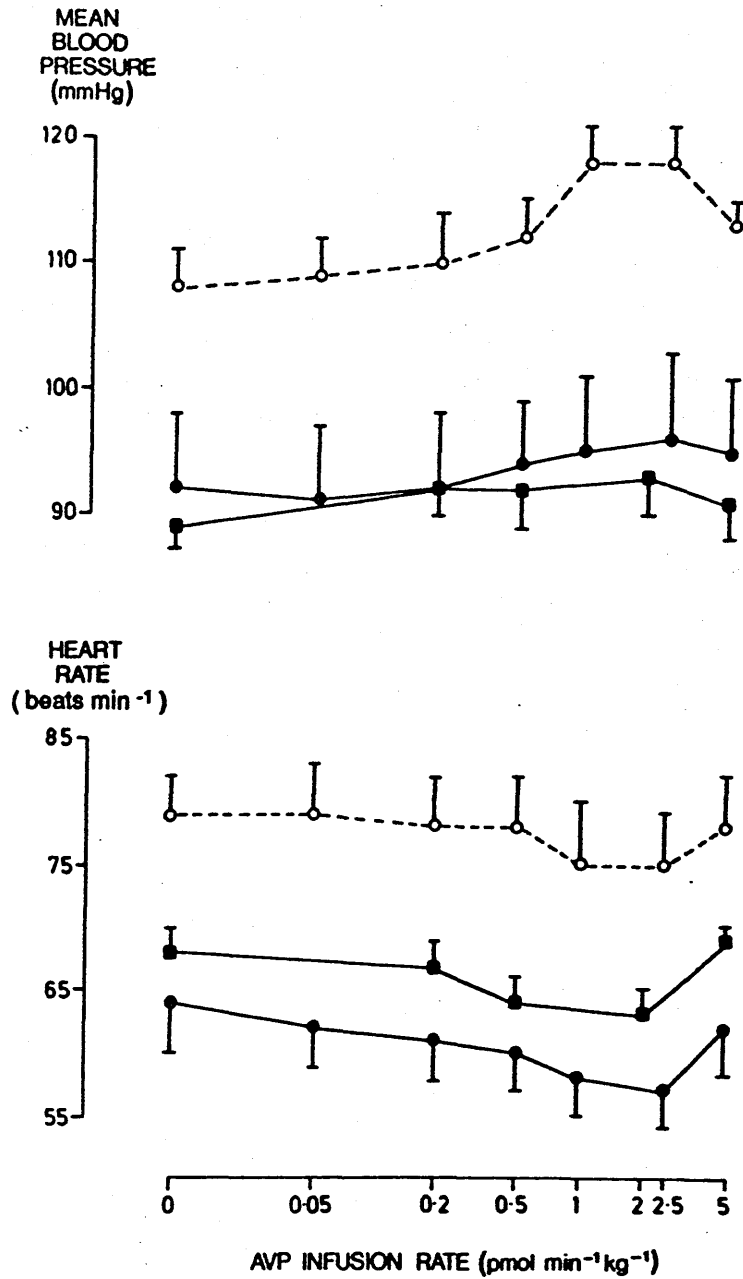 MEAN
BLOOD
PRESSURE
(mmHg)
120
110
100
90
HEART
RATE
( beats min -1 )
85
75
65
55
0 0·05 0·2 0·5 1 2 2·5 5
AVP INFUSION RATE (pmol min-1kg-1)